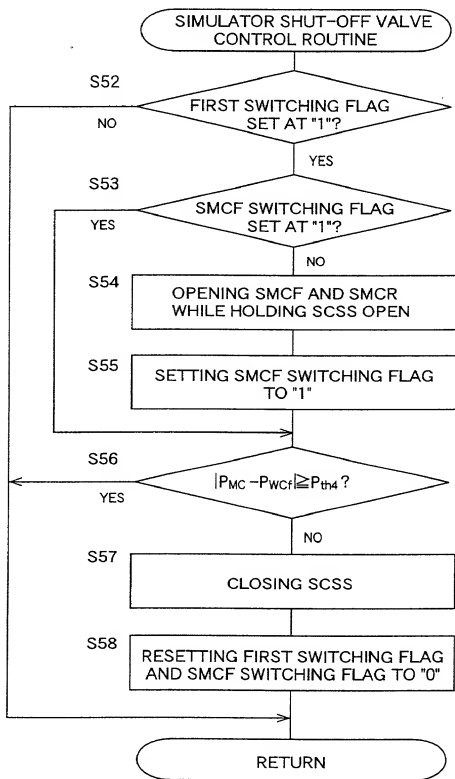 SIMULATOR SHUT-OFF VALVE
CONTROL ROUTINE
S52
FIRST SWITCHING FLAG
SET AT "1"?
NO
YES
S53
SMCF SWITCHING FLAG
SET AT "1"?
YES
NO
S54
OPENING SMCF AND SMCR
WHILE HOLDING SCSS OPEN
S55
SETTING SMCF SWITCHING FLAG
TO "1"
S56
|PMC -PWCf|≧Pth4 ?
YES
NO
S57
CLOSING SCSS
S58
RESETTING FIRST SWITCHING FLAG
AND SMCF SWITCHING FLAG TO "0"
RETURN